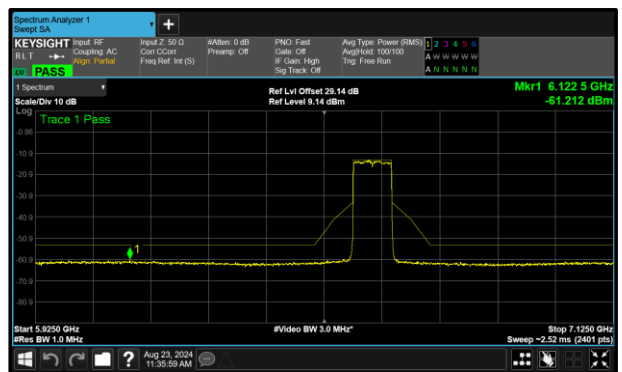 Spectrum Analyzer 1
Swept SA
KEYSIGHT Input: RF Input Z: 50 Ω #Atten: 0 dB PNO: Fast Avg Type: Power (RMS) 1 2 3 4 5 6
RLT Coupling: AC Corr CCorr Preamp: Off Gate: Off Avg|Hold: 100/100 A W W W W W
Align: Partial Freq Ref: Int (S) IF Gain: High Trig: Free Run
PASS Sig Track: Off A N N N N N
1 Spectrum Ref Lvl Offset 29.14 dB Mkr1 6.122 5 GHz
Scale/Div 10 dB Ref Level 9.14 dBm -61.212 dBm
Log Trace 1 Pass
-0.86
-10.9
-20.9
-30.9
-40.9
1
-50.9
-60.9
-70.9
-80.9
Start 5.9250 GHz #Video BW 3.0 MHz* Stop 7.1250 GHz
#Res BW 1.0 MHz Sweep ~2.52 ms (2401 pts)
? Aug 23, 2024
11:35:59 AM